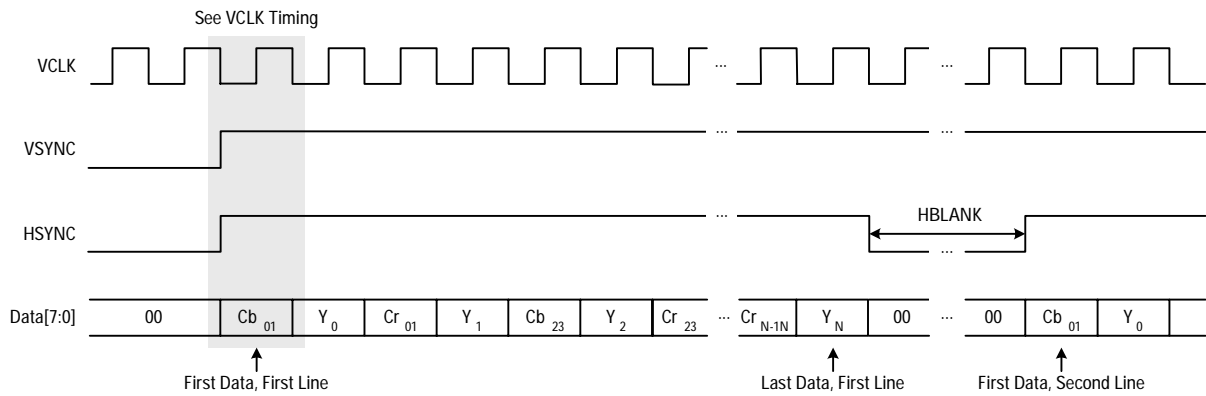 See VCLK Timing
VCLK ... ...
VSYNC ... ...
HSYNC ... HBLANK ...
Data[7:0] 00 Cb 01 Y 0 Cr 01 Y 1 Cb 23 Y 2 Cr 23 ... Cr N-1N Y N 00 ... 00 Cb 01 Y 0
First Data, First Line Last Data, First Line First Data, Second Line